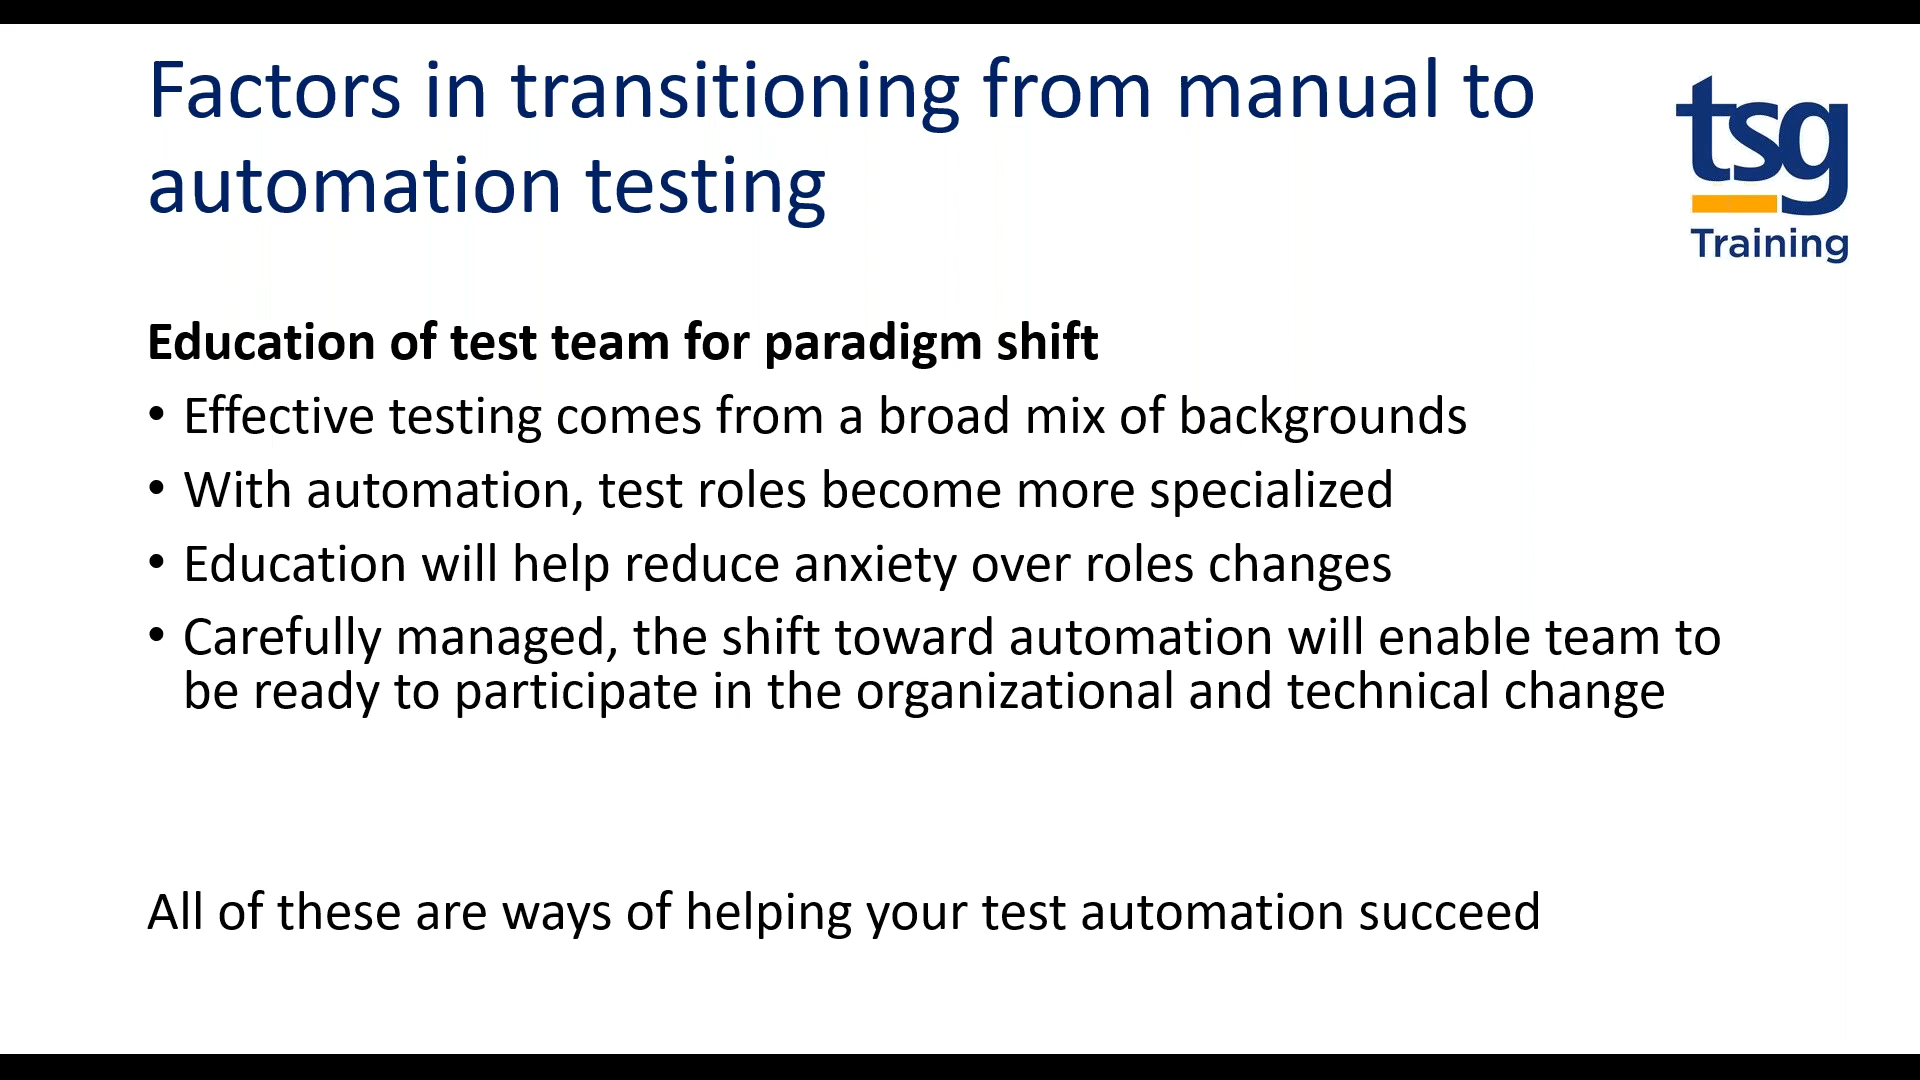 Factors in transitioning from manual to
automation testing
tsg
Training
Education of test team for paradigm shift
• Effective testing comes from a broad mix of backgrounds
• With automation, test roles become more specialized
• Education will help reduce anxiety over roles changes
• Carefully managed, the shift toward automation will enable team to
be ready to participate in the organizational and technical change
All of these are ways of helping your test automation succeed